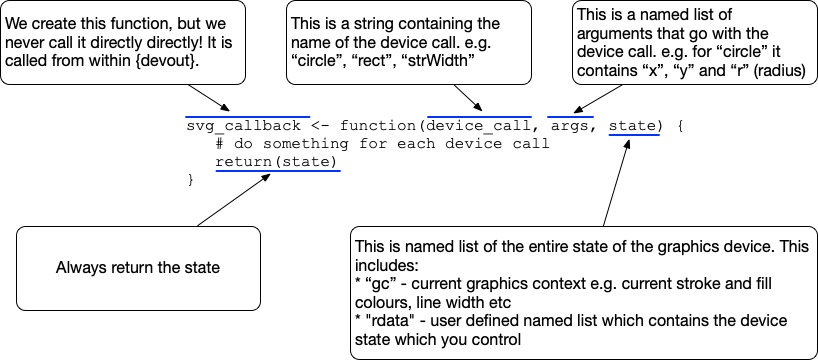 We create this function, but we
never call it directly directly! It is
called from within {devout}.
This is a string containing the
name of the device call. e.g.
“circle”, “rect”, “strWidth”
This is a named list of
arguments that go with the
device call. e.g. for “circle” it
contains “x”, “y” and “r” (radius)
svg_callback <- function(device_call, args, state) {
# do something for each device call
return(state)
}
Always return the state
This is named list of the entire state of the graphics device. This
includes:
* “gc” - current graphics context e.g. current stroke and fill
colours, line width etc
* "rdata" - user defined named list which contains the device
state which you control